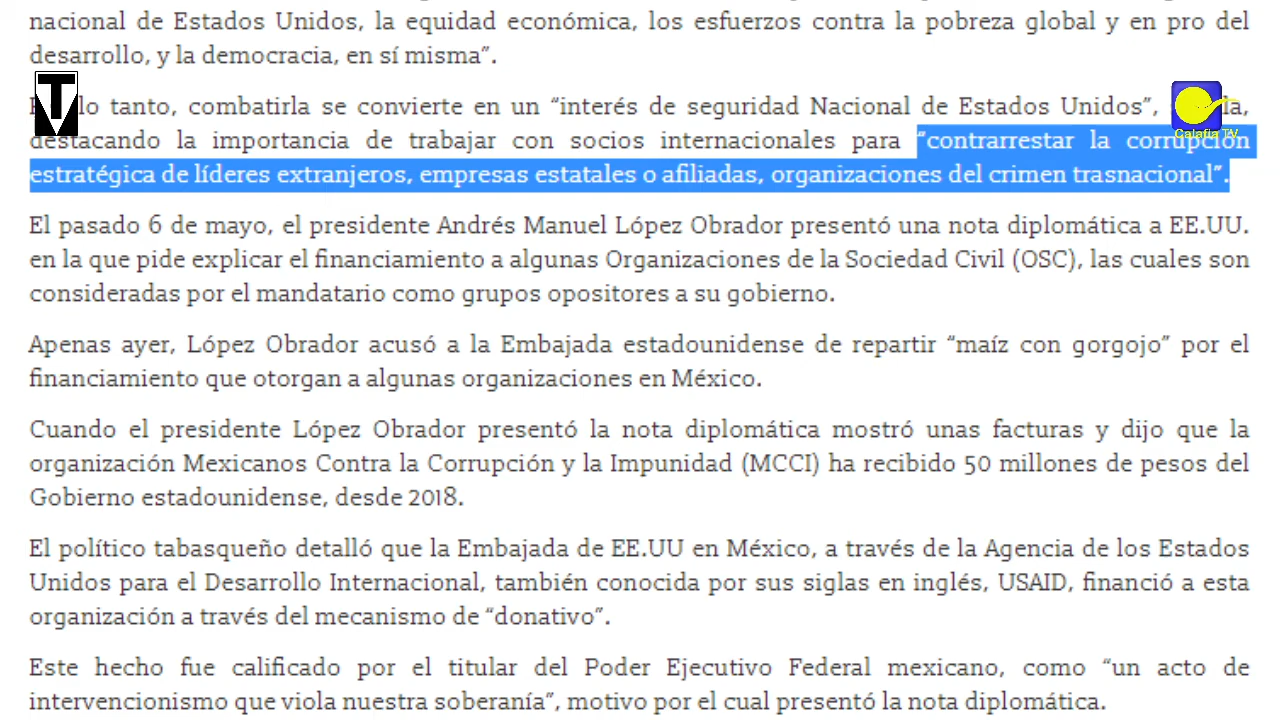 nacional de Estados Unidos, la equidad económica, los esfuerzos contra la pobreza global y en pro del
desarrollo, y la democracia, en sí misma”.
T
lo tanto, combatirla se convierte en un “interés de seguridad Nacional de Estados Unidos”,
destacando la importancia de trabajar con socios internacionales para “contrarrestar la corrupción
Calafia TV
estratégica de líderes extranjeros, empresas estatales o afiliadas, organizaciones del crimen trasnacional”.
El pasado 6 de mayo, el presidente Andrés Manuel López Obrador presentó una nota diplomática a EE.UU.
en la que pide explicar el financiamiento a algunas Organizaciones de la Sociedad Civil (OSC), las cuales son
consideradas por el mandatario como grupos opositores a su gobierno.
Apenas ayer, López Obrador acusó a la Embajada estadounidense de repartir “maíz con gorgojo” por el
financiamiento que otorgan a algunas organizaciones en México.
Cuando el presidente López Obrador presentó la nota diplomática mostró unas facturas y dijo que la
organización Mexicanos Contra la Corrupción y la Impunidad (MCCI) ha recibido 50 millones de pesos del
Gobierno estadounidense, desde 2018.
El político tabasqueño detalló que la Embajada de EE.UU en México, a través de la Agencia de los Estados
Unidos para el Desarrollo Internacional, también conocida por sus siglas en inglés, USAID, financió a esta
organización a través del mecanismo de “donativo”.
Este hecho fue calificado por el titular del Poder Ejecutivo Federal mexicano, como “un acto de
intervencionismo que viola nuestra soberanía”, motivo por el cual presentó la nota diplomática.